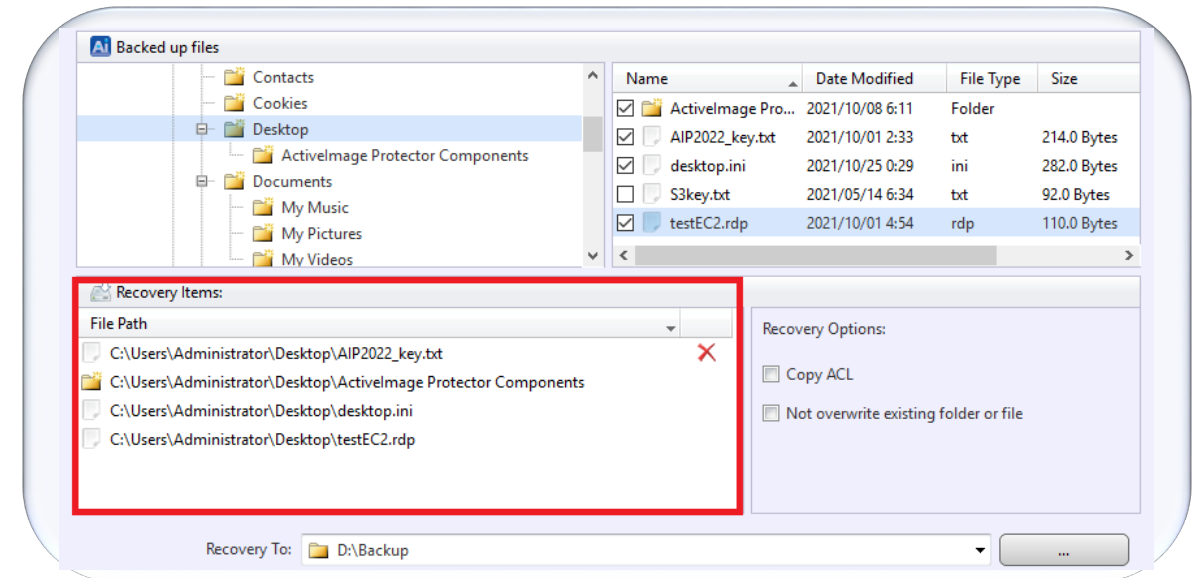 Ai Backed up files
Contacts
Cookies
Desktop
ActiveImage Protector Components
Documents
My Music
My Pictures
My Videos
Name Date Modified File Type Size
ActiveImage Pro... 2021/10/08 6:11 Folder
AIP2022_key.txt 2021/10/01 2:33 txt 214.0 Bytes
desktop.ini 2021/10/25 0:29 ini 282.0 Bytes
S3key.txt 2021/05/14 6:34 txt 92.0 Bytes
testEC2.rdp 2021/10/01 4:54 rdp 110.0 Bytes
Recovery Items:
File Path
C:\Users\Administrator\Desktop\AIP2022_key.txt
C:\Users\Administrator\Desktop\ActiveImage Protector Components
C:\Users\Administrator\Desktop\desktop.ini
C:\Users\Administrator\Desktop\testEC2.rdp
Recovery Options:
Copy ACL
Not overwrite existing folder or file
Recovery To: D:\Backup ...